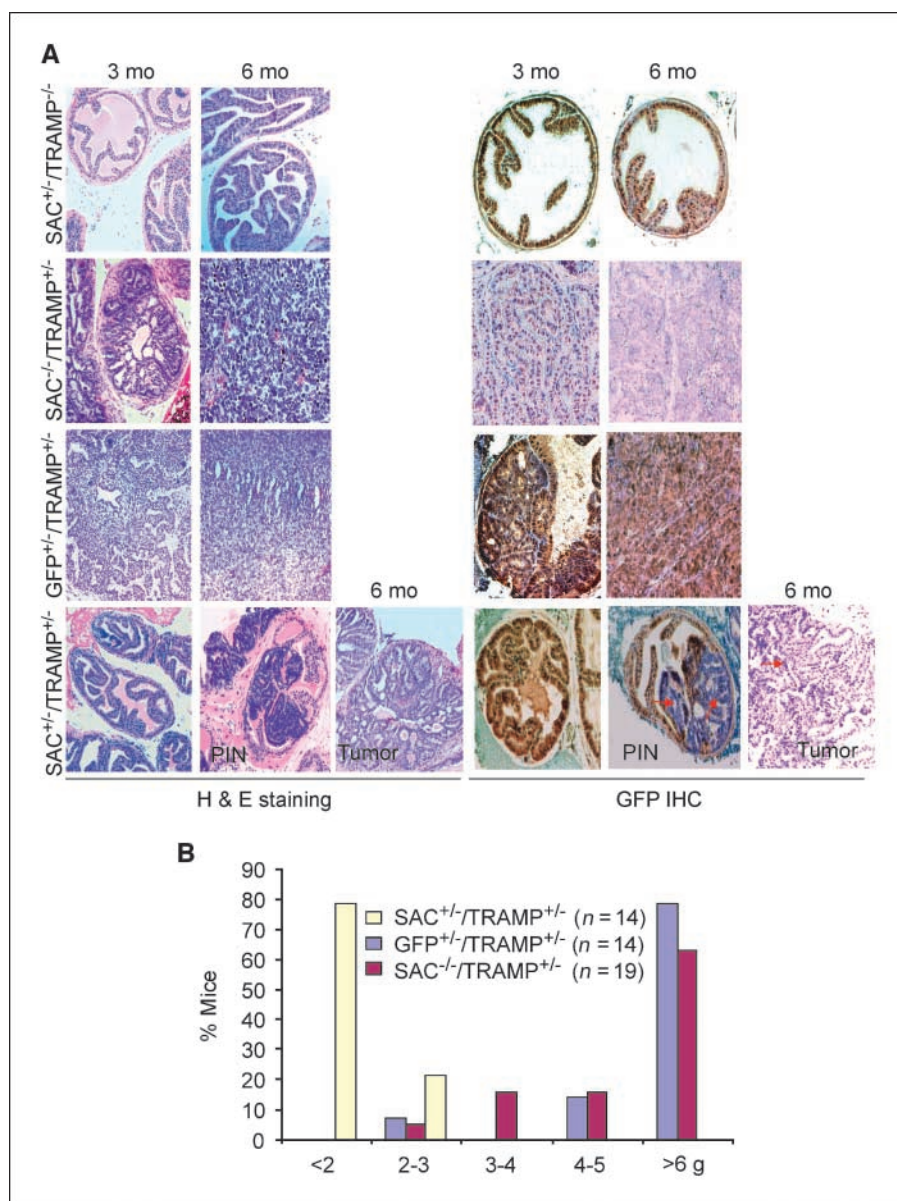 A
3 mo 6 mo 3 mo 6 mo
SAC+/-/TRAMP-/-
SAC-/-/TRAMP+/-
GFP+/-/TRAMP+/-
6 mo 6 mo
SAC+/-/TRAMP+/-
PIN Tumor PIN Tumor
H & E staining GFP IHC
B
90
80
70
60
50
40
30
20
10
0
% Mice
SAC+/-/TRAMP+/- (n = 14)
GFP+/-/TRAMP+/- (n = 14)
SAC-/-/TRAMP+/- (n = 19)
<2 2-3 3-4 4-5 >6 g